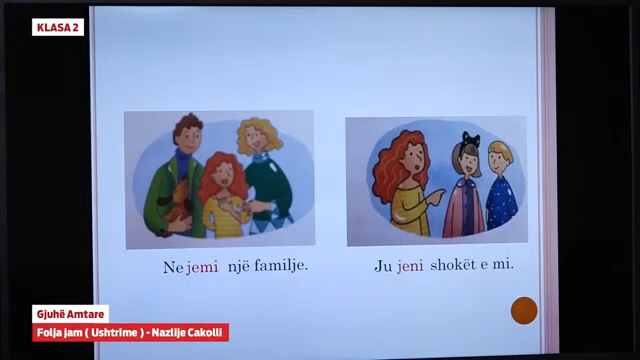 KLASA 2
Ne jemi një familje.
Ju jeni shokët e mi.
Gjuhë Amtare
Folja jam ( Ushtrime ) - Nazlije Cakolli